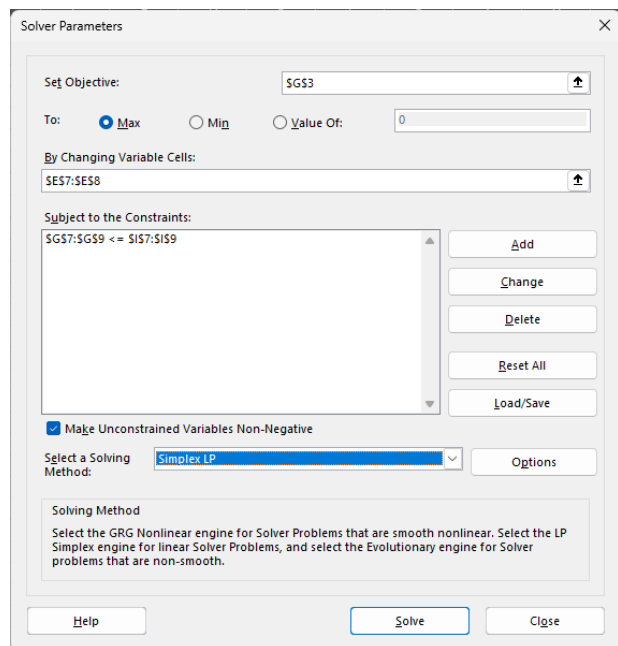 Solver Parameters
Set Objective:
$G$3
To:
Max
Min
Value Of:
0
By Changing Variable Cells:
$E$7:$E$8
Subject to the Constraints:
$G$7:$G$9 <= $I$7:$I$9
Add
Change
Delete
Reset All
Load/Save
Make Unconstrained Variables Non-Negative
Select a Solving
Method:
Simplex LP
Options
Solving Method
Select the GRG Nonlinear engine for Solver Problems that are smooth nonlinear. Select the LP
Simplex engine for linear Solver Problems, and select the Evolutionary engine for Solver
problems that are non-smooth.
Help
Solve
Close